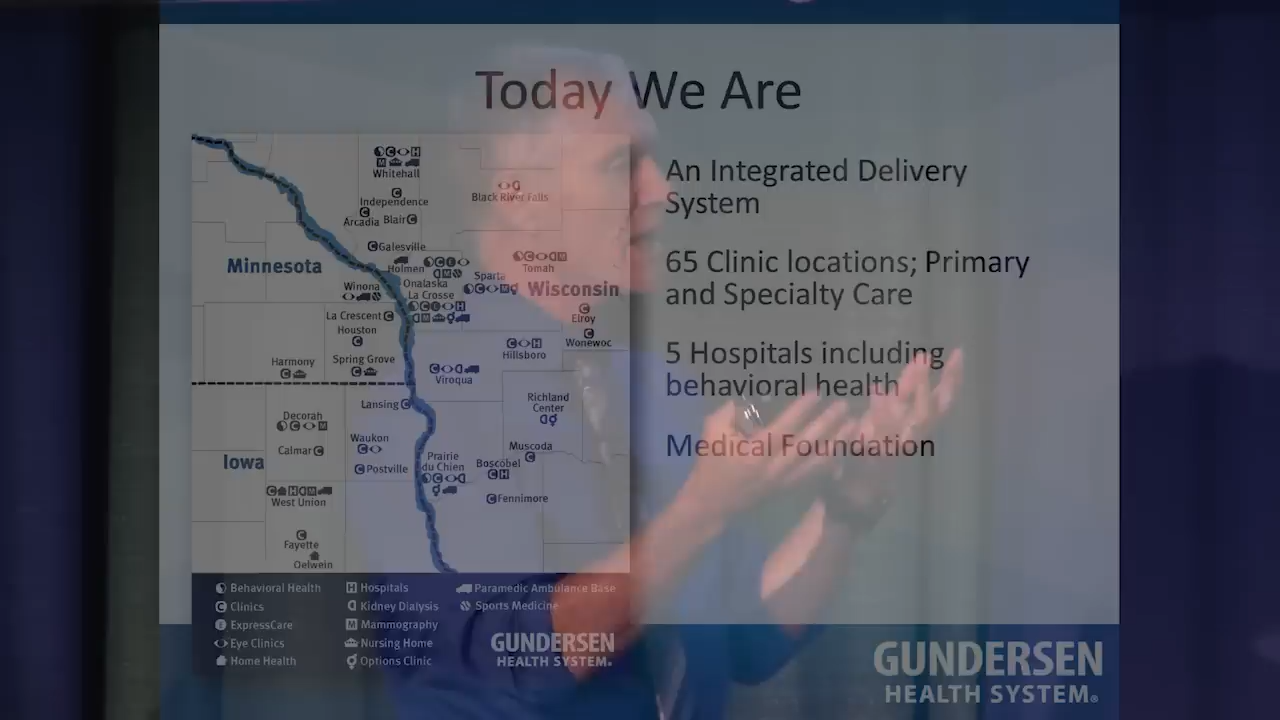 Today We Are
An Integrated Delivery
System
65 Clinic locations; Primary
and Specialty Care
5 Hospitals including
behavioral health
Medical Foundation
Whitehall
Independence
Black River Falls
Arcadia
Blair
Galesville
Holmen
Tomah
Minnesota
Onalaska
Sparta
Winona
La Crosse
Wisconsin
La Crescent
Elroy
Houston
Wonewoc
Hillsboro
Harmony
Spring Grove
Viroqua
Lansing
Richland
Center
Decorah
Waukon
Calmar
Muscoda
Prairie
du Chien
Iowa
Postville
Boscobel
West Union
Fennimore
Fayette
Oelwein
Behavioral Health
Clinics
ExpressCare
Eye Clinics
Home Health
Hospitals
Kidney Dialysis
Mammography
Nursing Home
Options Clinic
Paramedic Ambulance Base
Sports Medicine
GUNDERSEN
HEALTH SYSTEM®
GUNDERSEN
HEALTH SYSTEM®